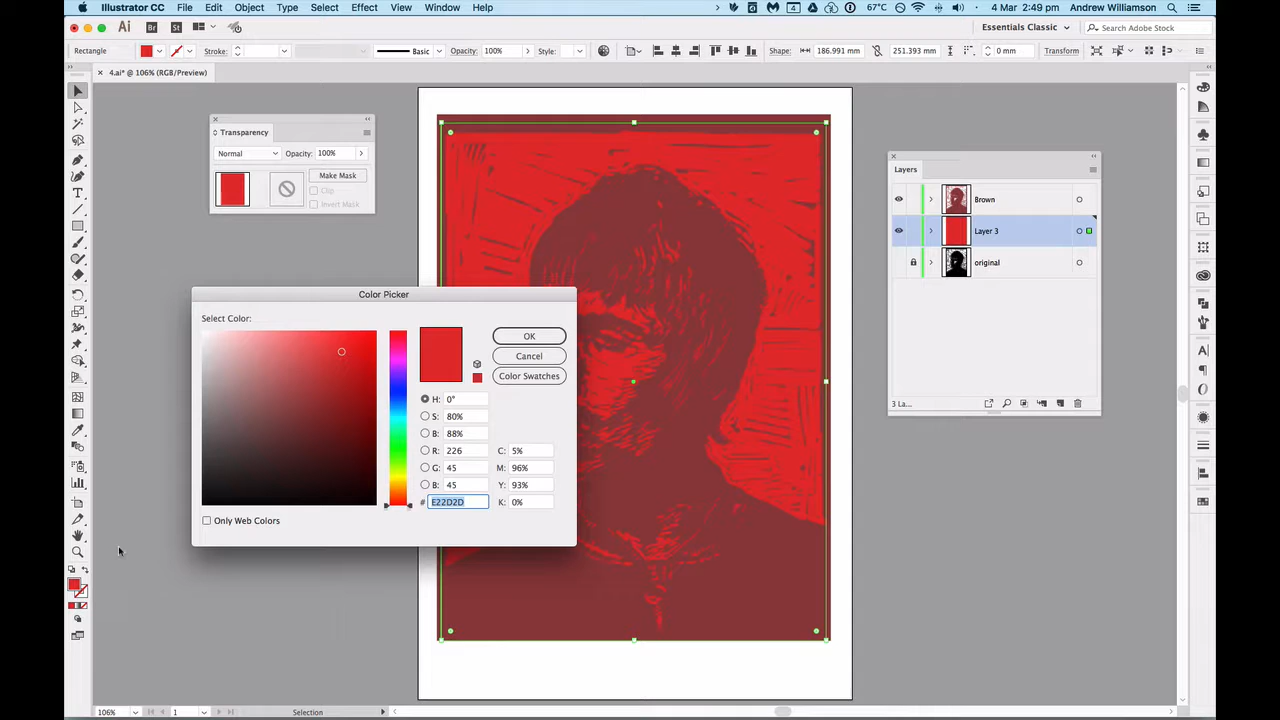 Illustrator CC File Edit Object Type Select Effect View Window Help 4 67°C 4 Mar 2:49 pm Andrew Williamson
Ai Br St Essentials Classic Search Adobe Stock
Rectangle Stroke: Basic Opacity: 100% Style: Shape: 186.991 mm 251.393 mm 0 mm Transform
× 4.ai* @ 106% (RGB/Preview)
Transparency
Normal Opacity: 100%
Make Mask
Clip
Invert Mask
Layers
Brown
Layer 3
original
3 La...
Color Picker
Select Color:
OK
Cancel
Color Swatches
H: 0°
S: 80%
B: 88%
R: 226 C: 5%
G: 45 M: 96%
B: 45 Y: 93%
# E22D2D K: 0%
Only Web Colors
106% 1 Selection